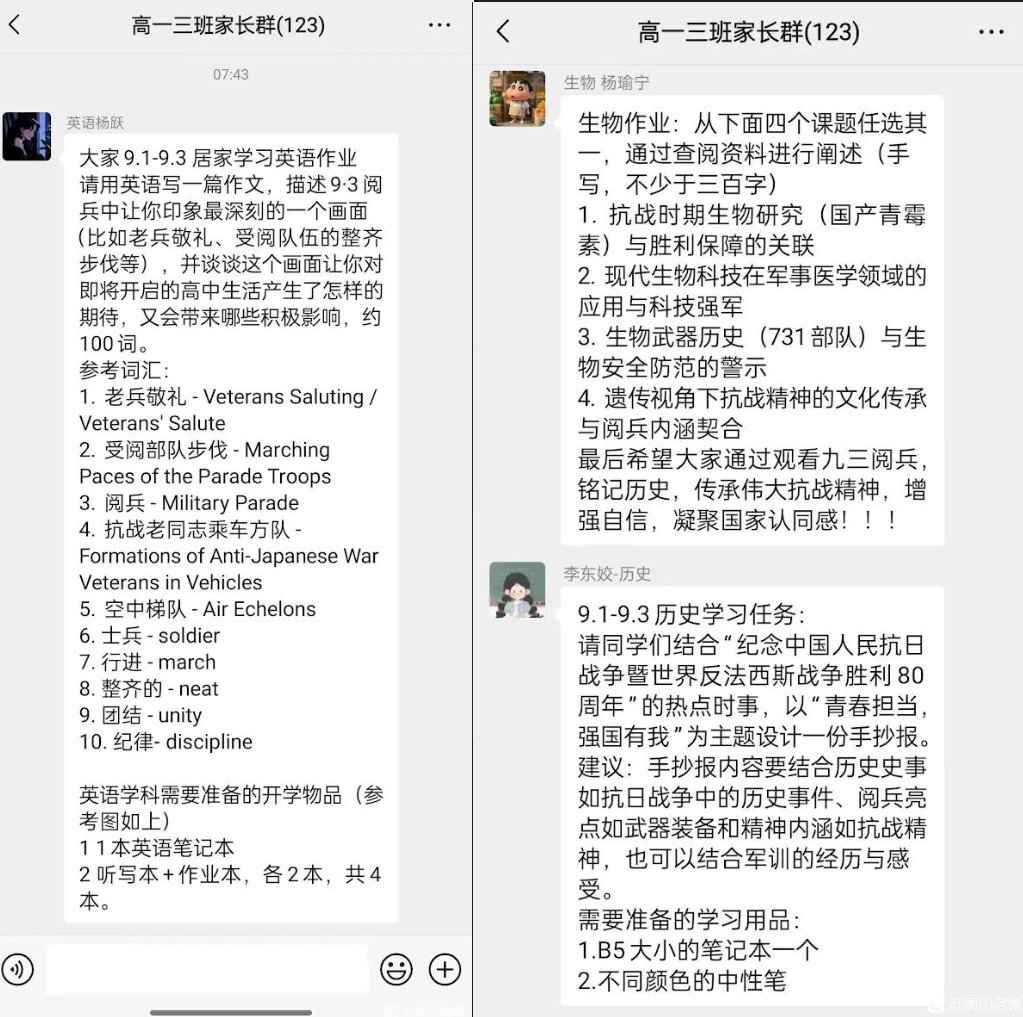 高一三班家长群(123)
07:43
英语杨跃
大家9.1-9.3 居家学习英语作业
请用英语写一篇作文，描述9·3阅
兵中让你印象最深刻的一个画面
（比如老兵敬礼、受阅队伍的整齐
步伐等），并谈谈这个画面让你对
即将开启的高中生活产生了怎样的
期待，又会带来哪些积极影响，约
100词。
参考词汇：
1. 老兵敬礼 - Veterans Saluting /
Veterans' Salute
2. 受阅部队步伐 - Marching
Paces of the Parade Troops
3. 阅兵 - Military Parade
4. 抗战老同志乘车方队 -
Formations of Anti-Japanese War
Veterans in Vehicles
5. 空中梯队 - Air Echelons
6. 士兵 - soldier
7. 行进 - march
8. 整齐的 - neat
9. 团结 - unity
10. 纪律- discipline
英语学科需要准备的开学物品（参
考图如上）
1 1本英语笔记本
2 听写本+作业本，各2本，共4
本。
高一三班家长群(123)
生物 杨瑜宁
生物作业：从下面四个课题任选其
一，通过查阅资料进行阐述（手
写，不少于三百字）
1. 抗战时期生物研究（国产青霉
素）与胜利保障的关联
2. 现代生物科技在军事医学领域的
应用与科技强军
3. 生物武器历史（731部队）与生
物安全防范的警示
4. 遗传视角下抗战精神的文化传承
与阅兵内涵契合
最后希望大家通过观看九三阅兵，
铭记历史，传承伟大抗战精神，增
强自信，凝聚国家认同感！！！
李东姣-历史
9.1-9.3历史学习任务：
请同学们结合“纪念中国人民抗日
战争暨世界反法西斯战争胜利80
周年”的热点时事，以“青春担当，
强国有我”为主题设计一份手抄报。
建议：手抄报内容要结合历史史事
如抗日战争中的历史事件、阅兵亮
点如武器装备和精神内涵如抗战精
神，也可以结合军训的经历与感
受。
需要准备的学习用品：
1.B5大小的笔记本一个
2.不同颜色的中性笔